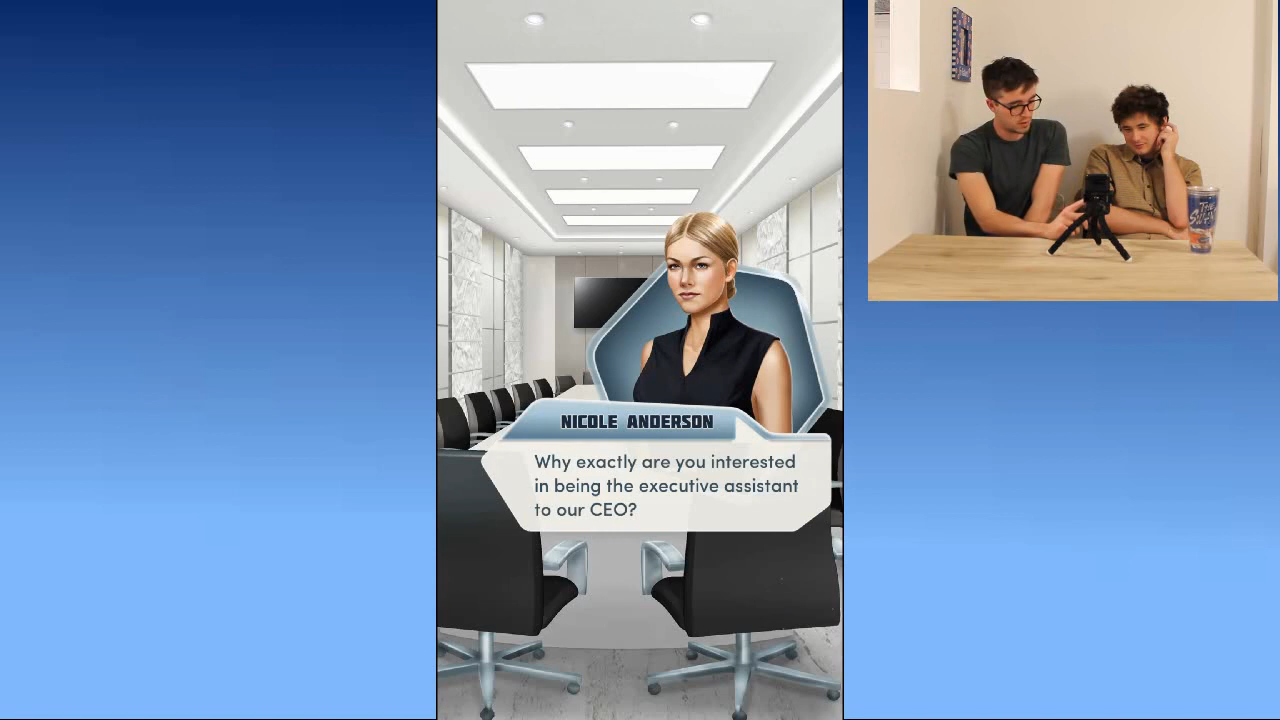 NICOLE ANDERSON
Why exactly are you interested
in being the executive assistant
to our CEO?